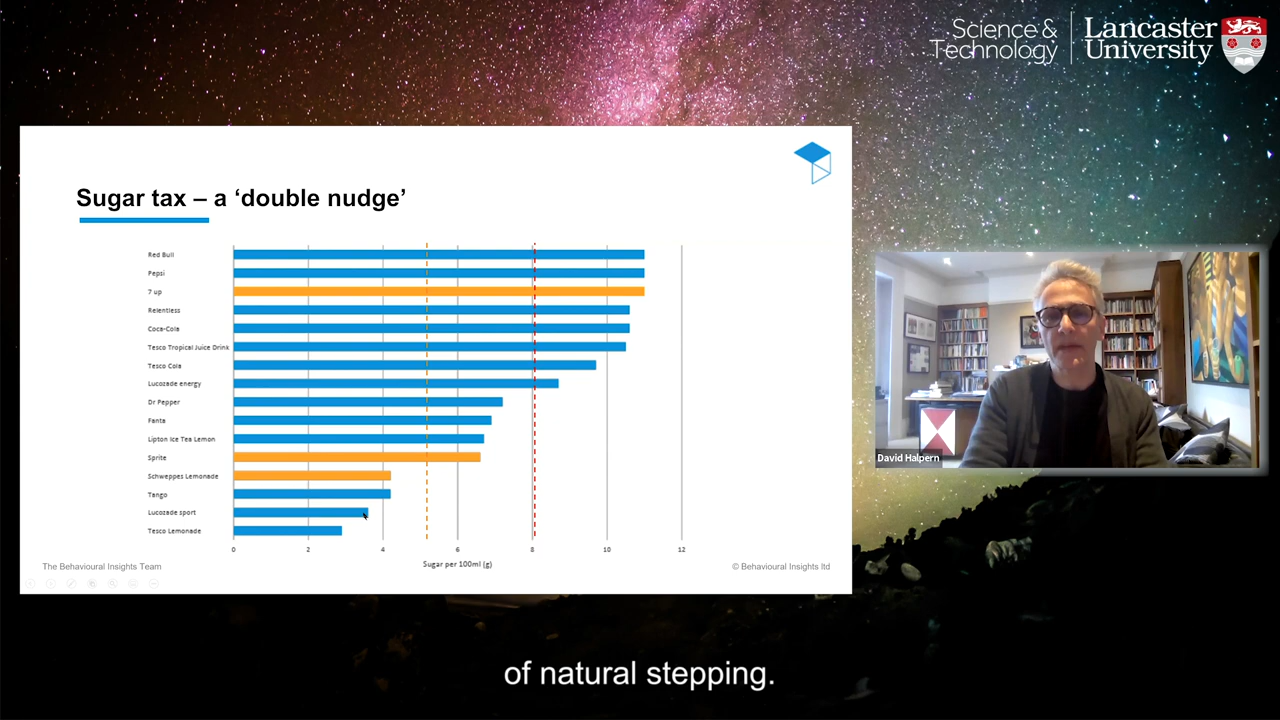 Science & Technology
Lancaster University
Sugar tax – a ‘double nudge’
Red Bull
Pepsi
7 up
Relentless
Coca-Cola
Tesco Tropical Juice Drink
Tesco Cola
Lucozade energy
Dr Pepper
Fanta
Lipton Ice Tea Lemon
Sprite
Schweppes Lemonade
Tango
Lucozade sport
Tesco Lemonade
0 2 4 6 8 10 12
Sugar per 100ml (g)
The Behavioural Insights Team
© Behavioural Insights ltd
David Halpern
of natural stepping.